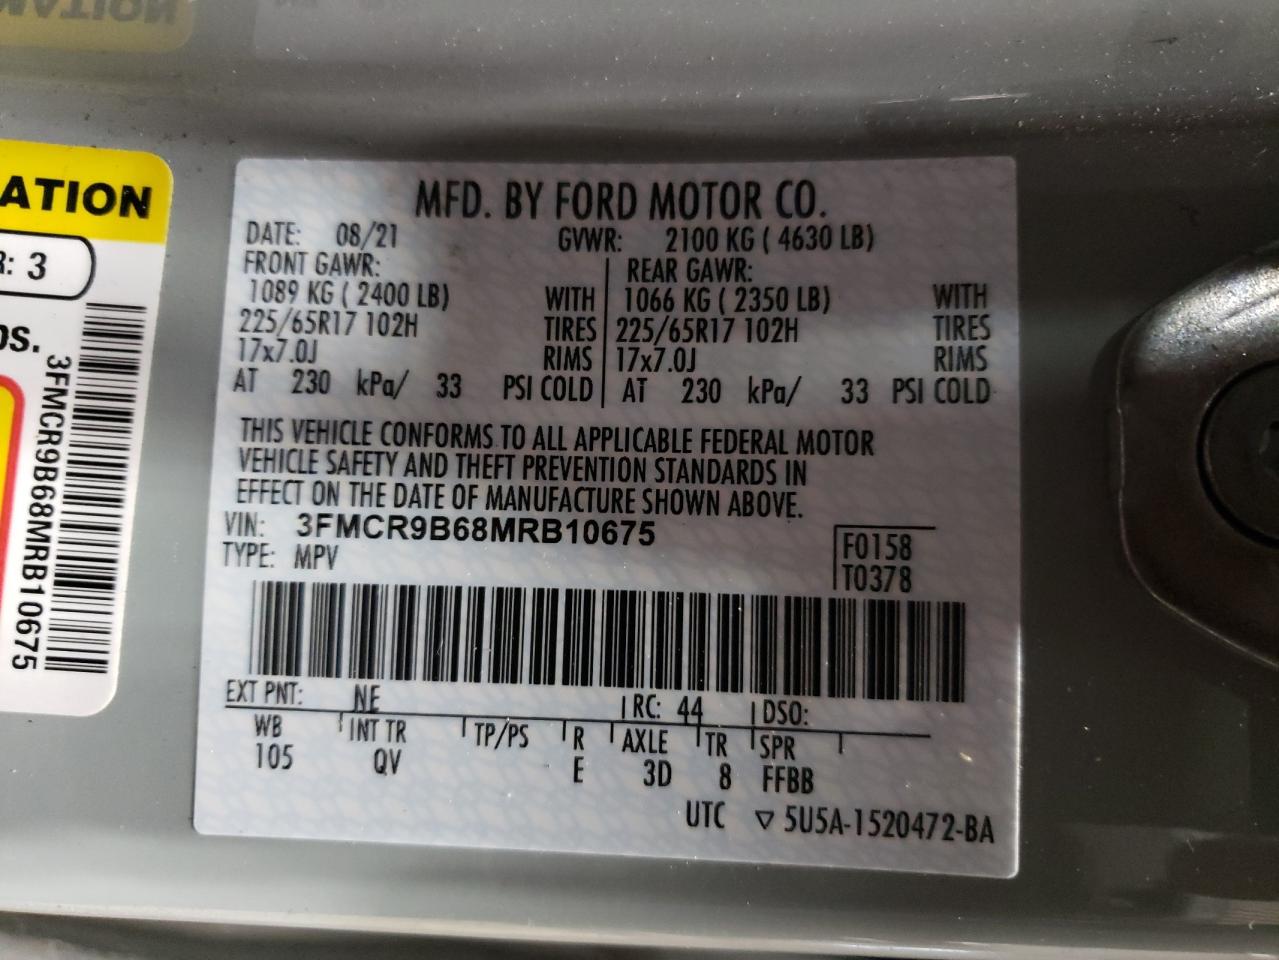 ATION
R: 3
os.
3FMCR9B68MRB10675
MFD. BY FORD MOTOR CO.
DATE: 08/21 GVWR: 2100 KG ( 4630 LB)
FRONT GAWR: REAR GAWR:
1089 KG ( 2400 LB) WITH 1066 KG ( 2350 LB) WITH
225/65R17 102H TIRES 225/65R17 102H TIRES
17x7.0J RIMS 17x7.0J RIMS
AT 230 kPa/ 33 PSI COLD AT 230 kPa/ 33 PSI COLD
THIS VEHICLE CONFORMS TO ALL APPLICABLE FEDERAL MOTOR
VEHICLE SAFETY AND THEFT PREVENTION STANDARDS IN
EFFECT ON THE DATE OF MANUFACTURE SHOWN ABOVE.
VIN: 3FMCR9B68MRB10675
TYPE: MPV
F0158
T0378
EXT PNT: NE RC: 44 DSO:
WB INT TR TP/PS R AXLE TR SPR
105 QV E 3D 8 FFBB
UTC ▽ 5U5A-1520472-BA